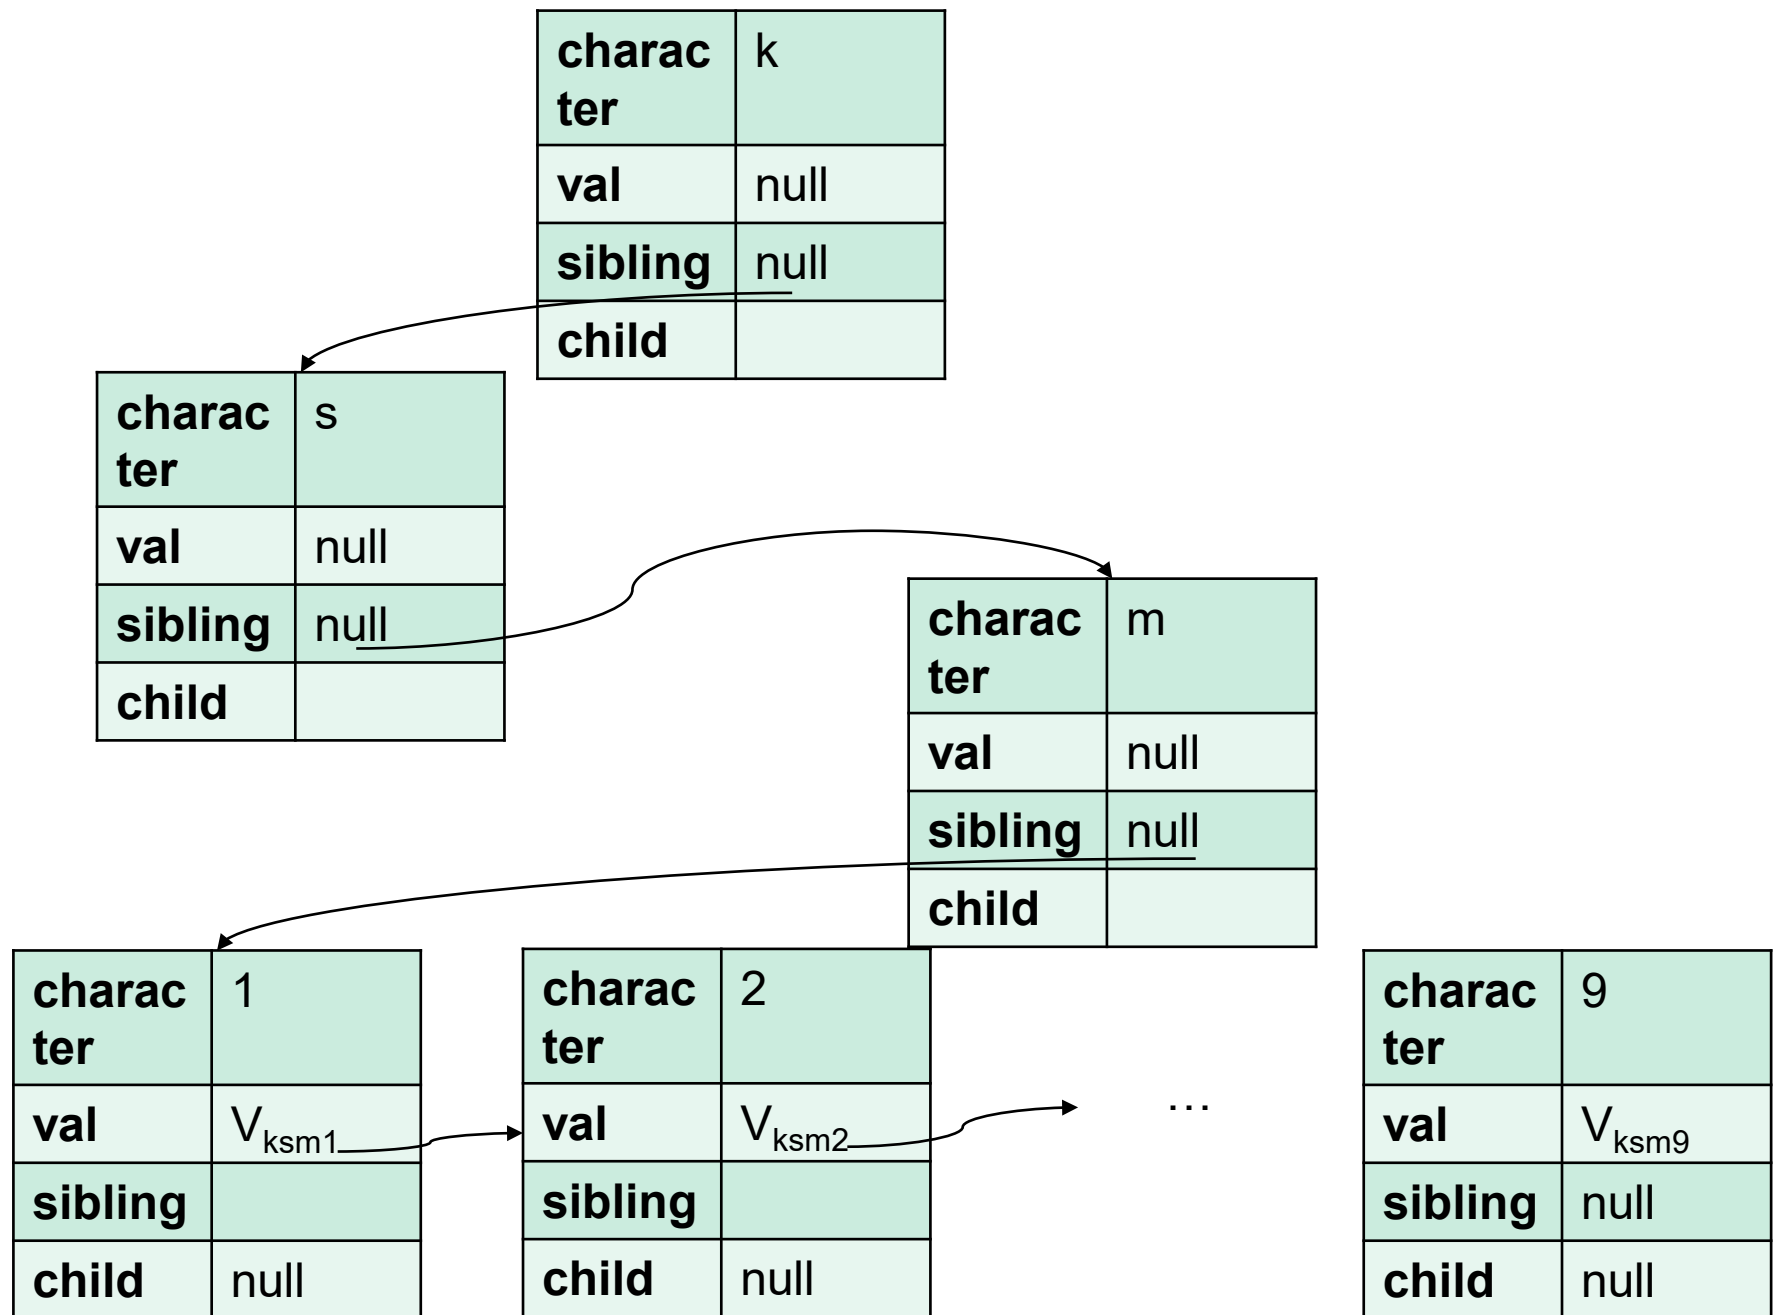 charac k
ter
val null
sibling null
child
charac s
ter
val null
sibling null
child
charac m
ter
val null
sibling null
child
charac 1
ter
val Vksm1
sibling
child null
charac 2
ter
val Vksm2
sibling
child null
...
charac 9
ter
val Vksm9
sibling null
child null